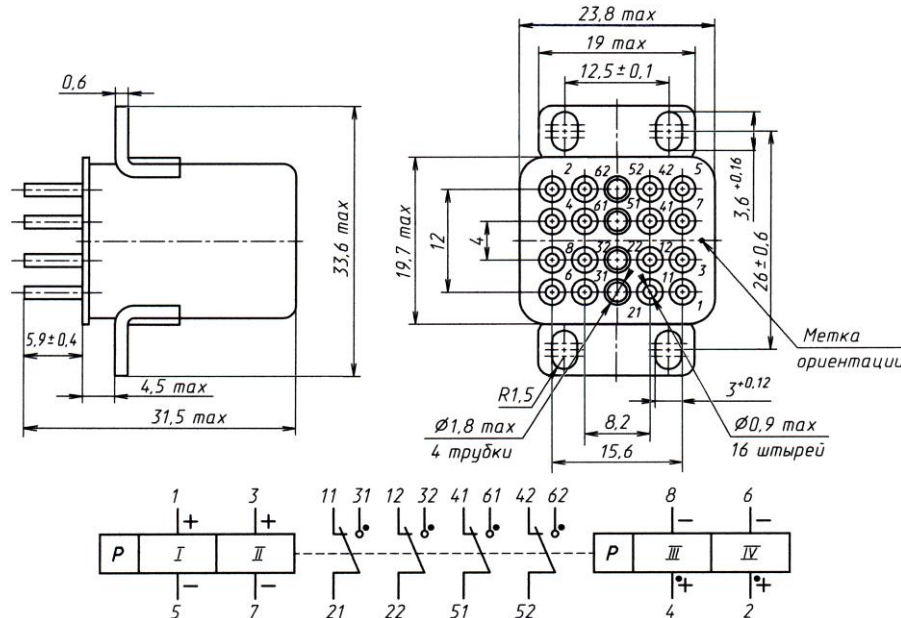 0,6
33,6 max
5,9±0,4
4,5 max
31,5 max
23,8 max
19 max
12,5±0,1
19,7 max
12
4
2 62 52 42 5
4 61 51 41 7
8 32 22 12 3
6 31 21 11 1
3,6+0,16
26±0,6
Метка
ориентации
R1,5
3+0,12
Ø1,8 max
4 трубки
8,2
15,6
Ø0,9 max
16 штырей
1 3 11 31 12 32 41 61 42 62 8 6
+ + − −
P I II P III IV
− − + +
5 7 21 22 51 52 4 2